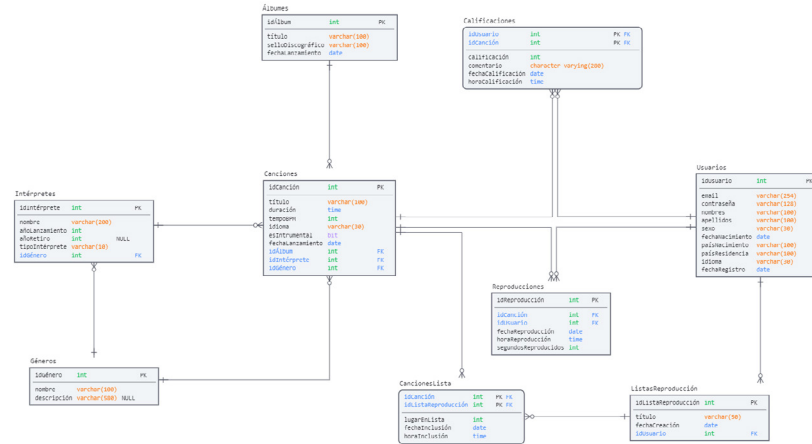 Álbumes
idÁlbum int PK
título varchar(100)
selloDiscográfico varchar(100)
fechaLanzamiento date
Calificaciones
idUsuario int PK FK
idCanción int PK FK
calificación int
comentario character varying(280)
fechaCalificación date
horaCalificación time
Intérpretes
idIntérprete int PK
nombre varchar(200)
añoLanzamiento int
añoRetiro int NULL
tipoIntérprete varchar(10)
idGénero int FK
Canciones
idCanción int PK
título varchar(100)
duración time
tempoBPM int
idioma varchar(30)
esIntrumental bit
fechaLanzamiento date
idÁlbum int FK
idIntérprete int FK
idGénero int FK
Usuarios
idUsuario int PK
email varchar(254)
contraseña varchar(128)
nombres varchar(100)
apellidos varchar(100)
sexo varchar(30)
fechaNacimiento date
paísNacimiento varchar(100)
paísResidencia varchar(100)
idioma varchar(30)
fechaRegistro date
Reproducciones
idReproducción int PK
idCanción int FK
idUsuario int FK
fechaReproducción date
horaReproducción time
segundosReproducidos int
Géneros
idGénero int PK
nombre varchar(100)
descripción varchar(500) NULL
CancionesLista
idCanción int PK FK
idListaReproducción int PK FK
lugarEnLista int
fechaInclusión date
horaInclusión time
ListasReproducción
idListaReproducción int PK
título varchar(50)
fechaCreación date
idUsuario int FK